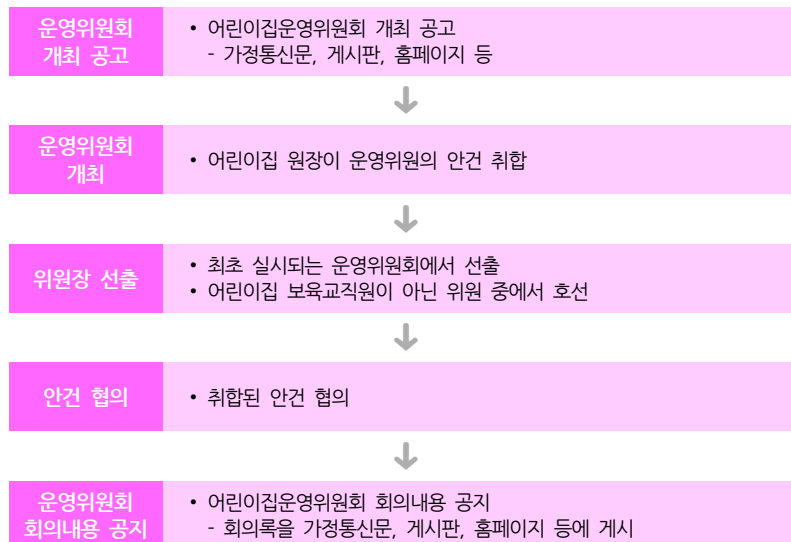 운영위원회
개최 공고
• 어린이집운영위원회 개최 공고
- 가정통신문, 게시판, 홈페이지 등
운영위원회
개최
• 어린이집 원장이 운영위원의 안건 취합
위원장 선출
• 최초 실시되는 운영위원회에서 선출
• 어린이집 보육교직원이 아닌 위원 중에서 호선
안건 협의
• 취합된 안건 협의
운영위원회
회의내용 공지
• 어린이집운영위원회 회의내용 공지
- 회의록을 가정통신문, 게시판, 홈페이지 등에 게시